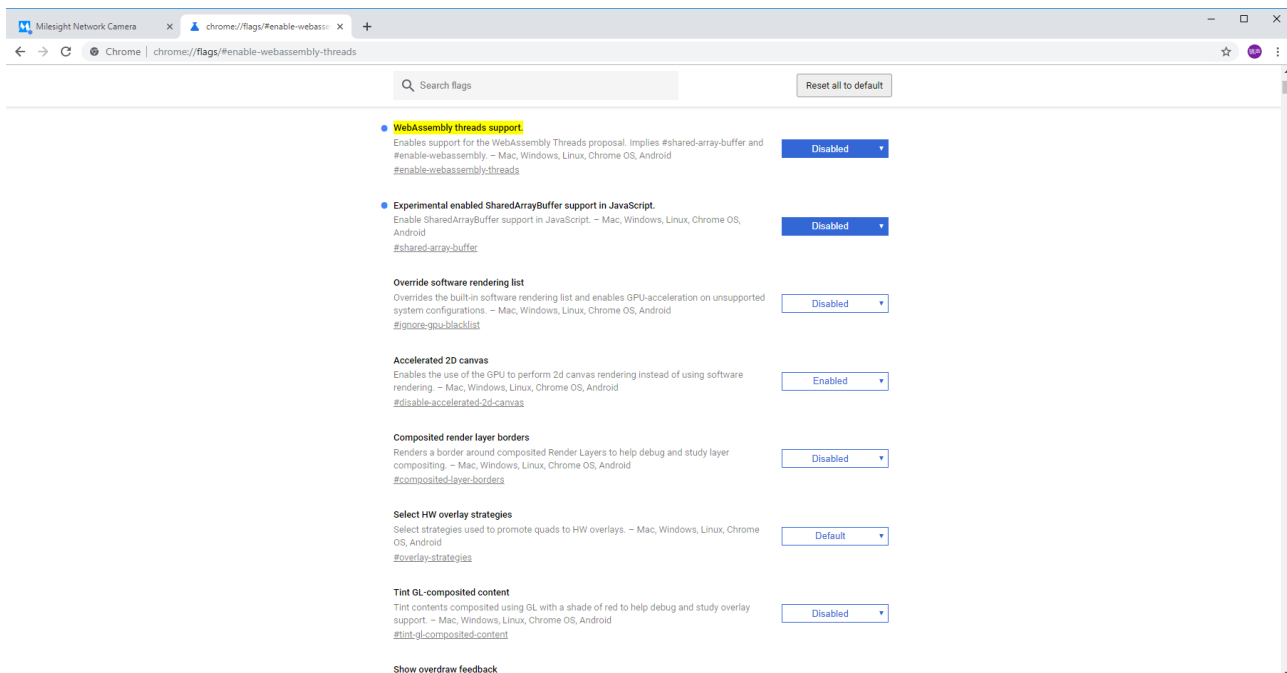 Milesight Network Camera
chrome://flags/#enable-webasse
Chrome | chrome://flags/#enable-webassembly-threads
Search flags
Reset all to default
WebAssembly threads support.
Enables support for the WebAssembly Threads proposal. Implies #shared-array-buffer and
#enable-webassembly. – Mac, Windows, Linux, Chrome OS, Android
#enable-webassembly-threads
Disabled
Experimental enabled SharedArrayBuffer support in JavaScript.
Enable SharedArrayBuffer support in JavaScript. – Mac, Windows, Linux, Chrome OS,
Android
#shared-array-buffer
Disabled
Override software rendering list
Overrides the built-in software rendering list and enables GPU-acceleration on unsupported
system configurations. – Mac, Windows, Linux, Chrome OS, Android
#ignore-gpu-blacklist
Disabled
Accelerated 2D canvas
Enables the use of the GPU to perform 2d canvas rendering instead of using software
rendering. – Mac, Windows, Linux, Chrome OS, Android
#disable-accelerated-2d-canvas
Enabled
Composited render layer borders
Renders a border around composited Render Layers to help debug and study layer
compositing. – Mac, Windows, Linux, Chrome OS, Android
#composited-layer-borders
Disabled
Select HW overlay strategies
Select strategies used to promote quads to HW overlays. – Mac, Windows, Linux, Chrome
OS, Android
#overlay-strategies
Default
Tint GL-composited content
Tint contents composited using GL with a shade of red to help debug and study overlay
support. – Mac, Windows, Linux, Chrome OS, Android
#tint-gl-composited-content
Disabled
Show overdraw feedback